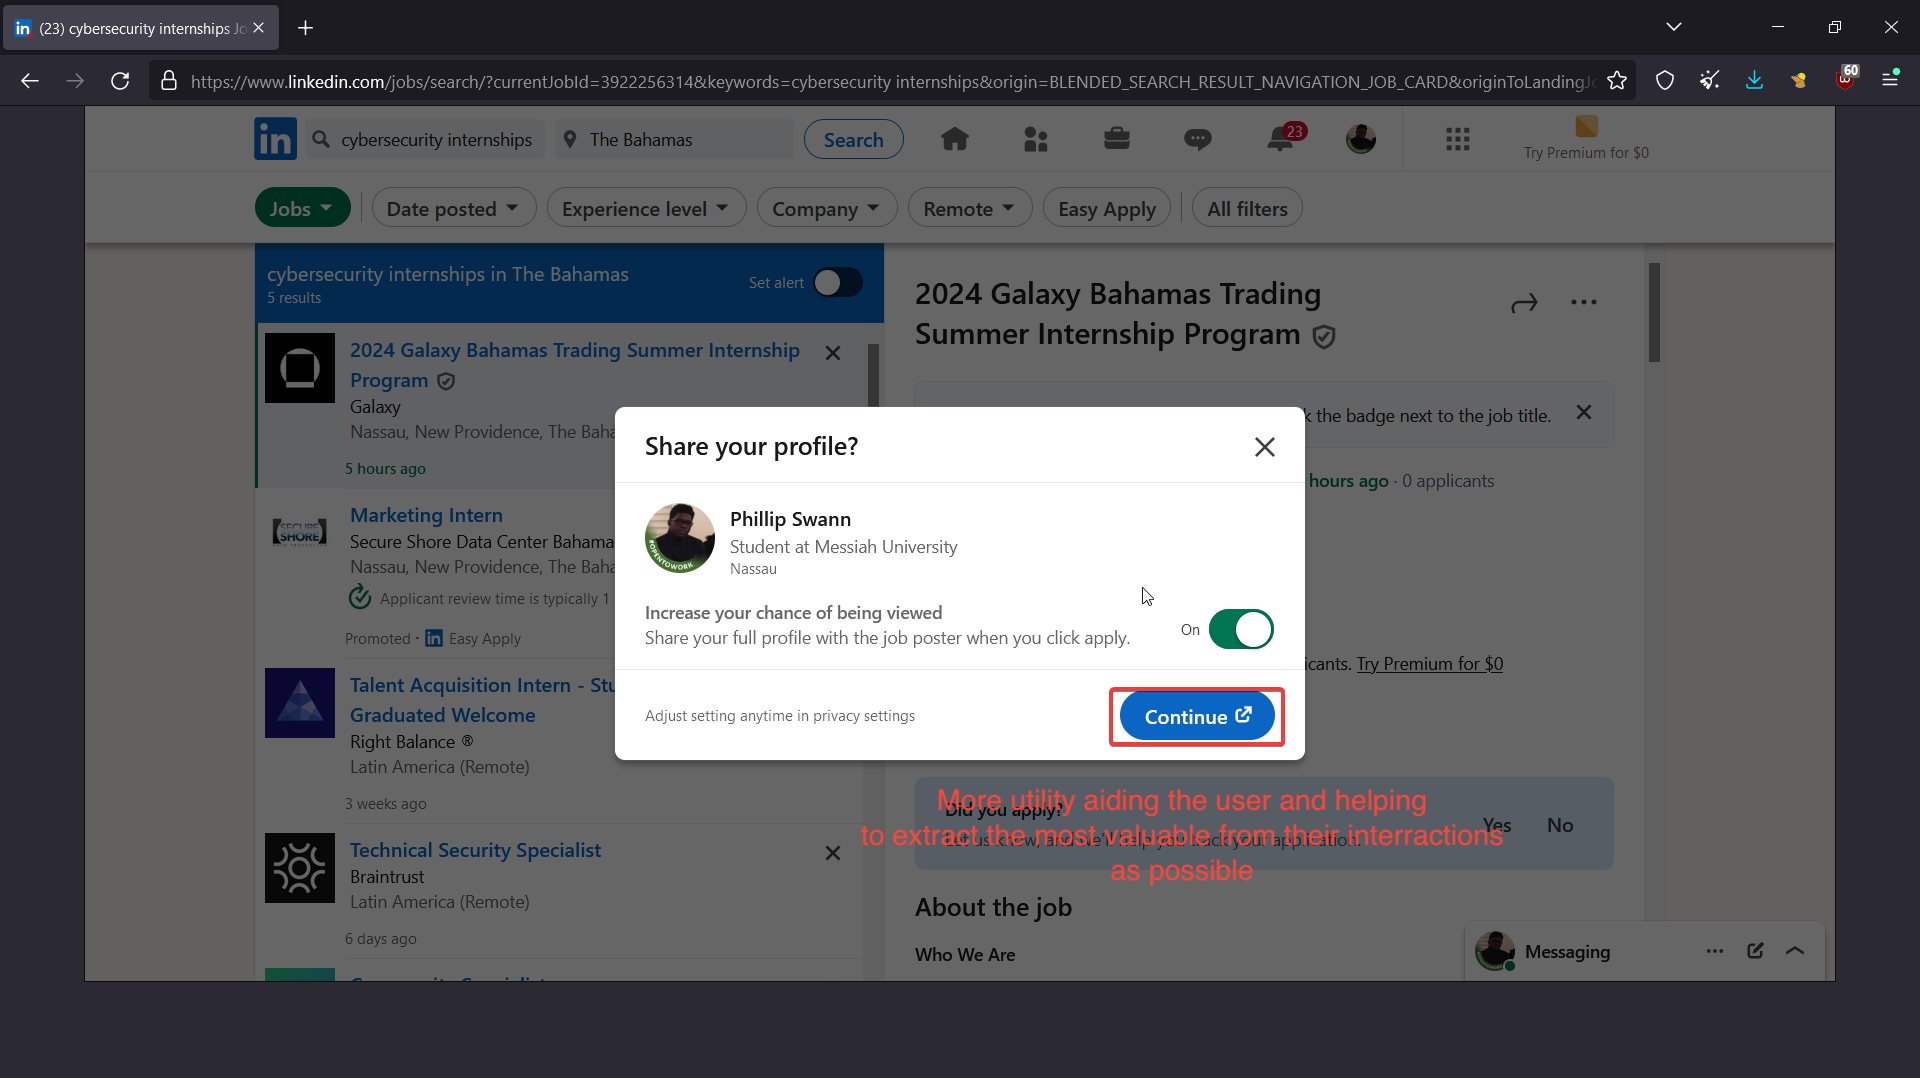 (23) cybersecurity internships Jo
https://www.linkedin.com/jobs/search/?currentJobId=3922256314&keywords=cybersecurity internships&origin=BLENDED_SEARCH_RESULT_NAVIGATION_JOB_CARD&originToLandingJo
60
in
cybersecurity internships
The Bahamas
Search
23
Try Premium for $0
Jobs
Date posted
Experience level
Company
Remote
Easy Apply
All filters
cybersecurity internships in The Bahamas
5 results
Set alert
2024 Galaxy Bahamas Trading Summer Internship
Program
Galaxy
Nassau, New Providence, The Baha
5 hours ago
SECURE
SHORE
Marketing Intern
Secure Shore Data Center Bahama
Nassau, New Providence, The Baha
Applicant review time is typically 1
Promoted · in Easy Apply
Talent Acquisition Intern - Stu
Graduated Welcome
Right Balance ®
Latin America (Remote)
3 weeks ago
Technical Security Specialist
Braintrust
Latin America (Remote)
6 days ago
2024 Galaxy Bahamas Trading
Summer Internship Program
k the badge next to the job title.
hours ago · 0 applicants
icants. Try Premium for $0
Share your profile?
#OPENTOWORK
Phillip Swann
Student at Messiah University
Nassau
Increase your chance of being viewed
Share your full profile with the job poster when you click apply.
On
Adjust setting anytime in privacy settings
Continue
More utility aiding the user and helping
to extract the most valuable from their interractions
as possible
Did you apply?
Let us know, and we'll help you track your application.
Yes
No
About the job
Who We Are
Messaging